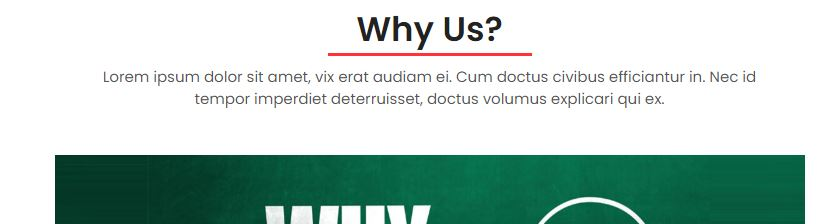 Why Us?
Lorem ipsum dolor sit amet, vix erat audiam ei. Cum doctus civibus efficiantur in. Nec id
tempor imperdiet deterruisset, doctus volumus explicari qui ex.
WHY